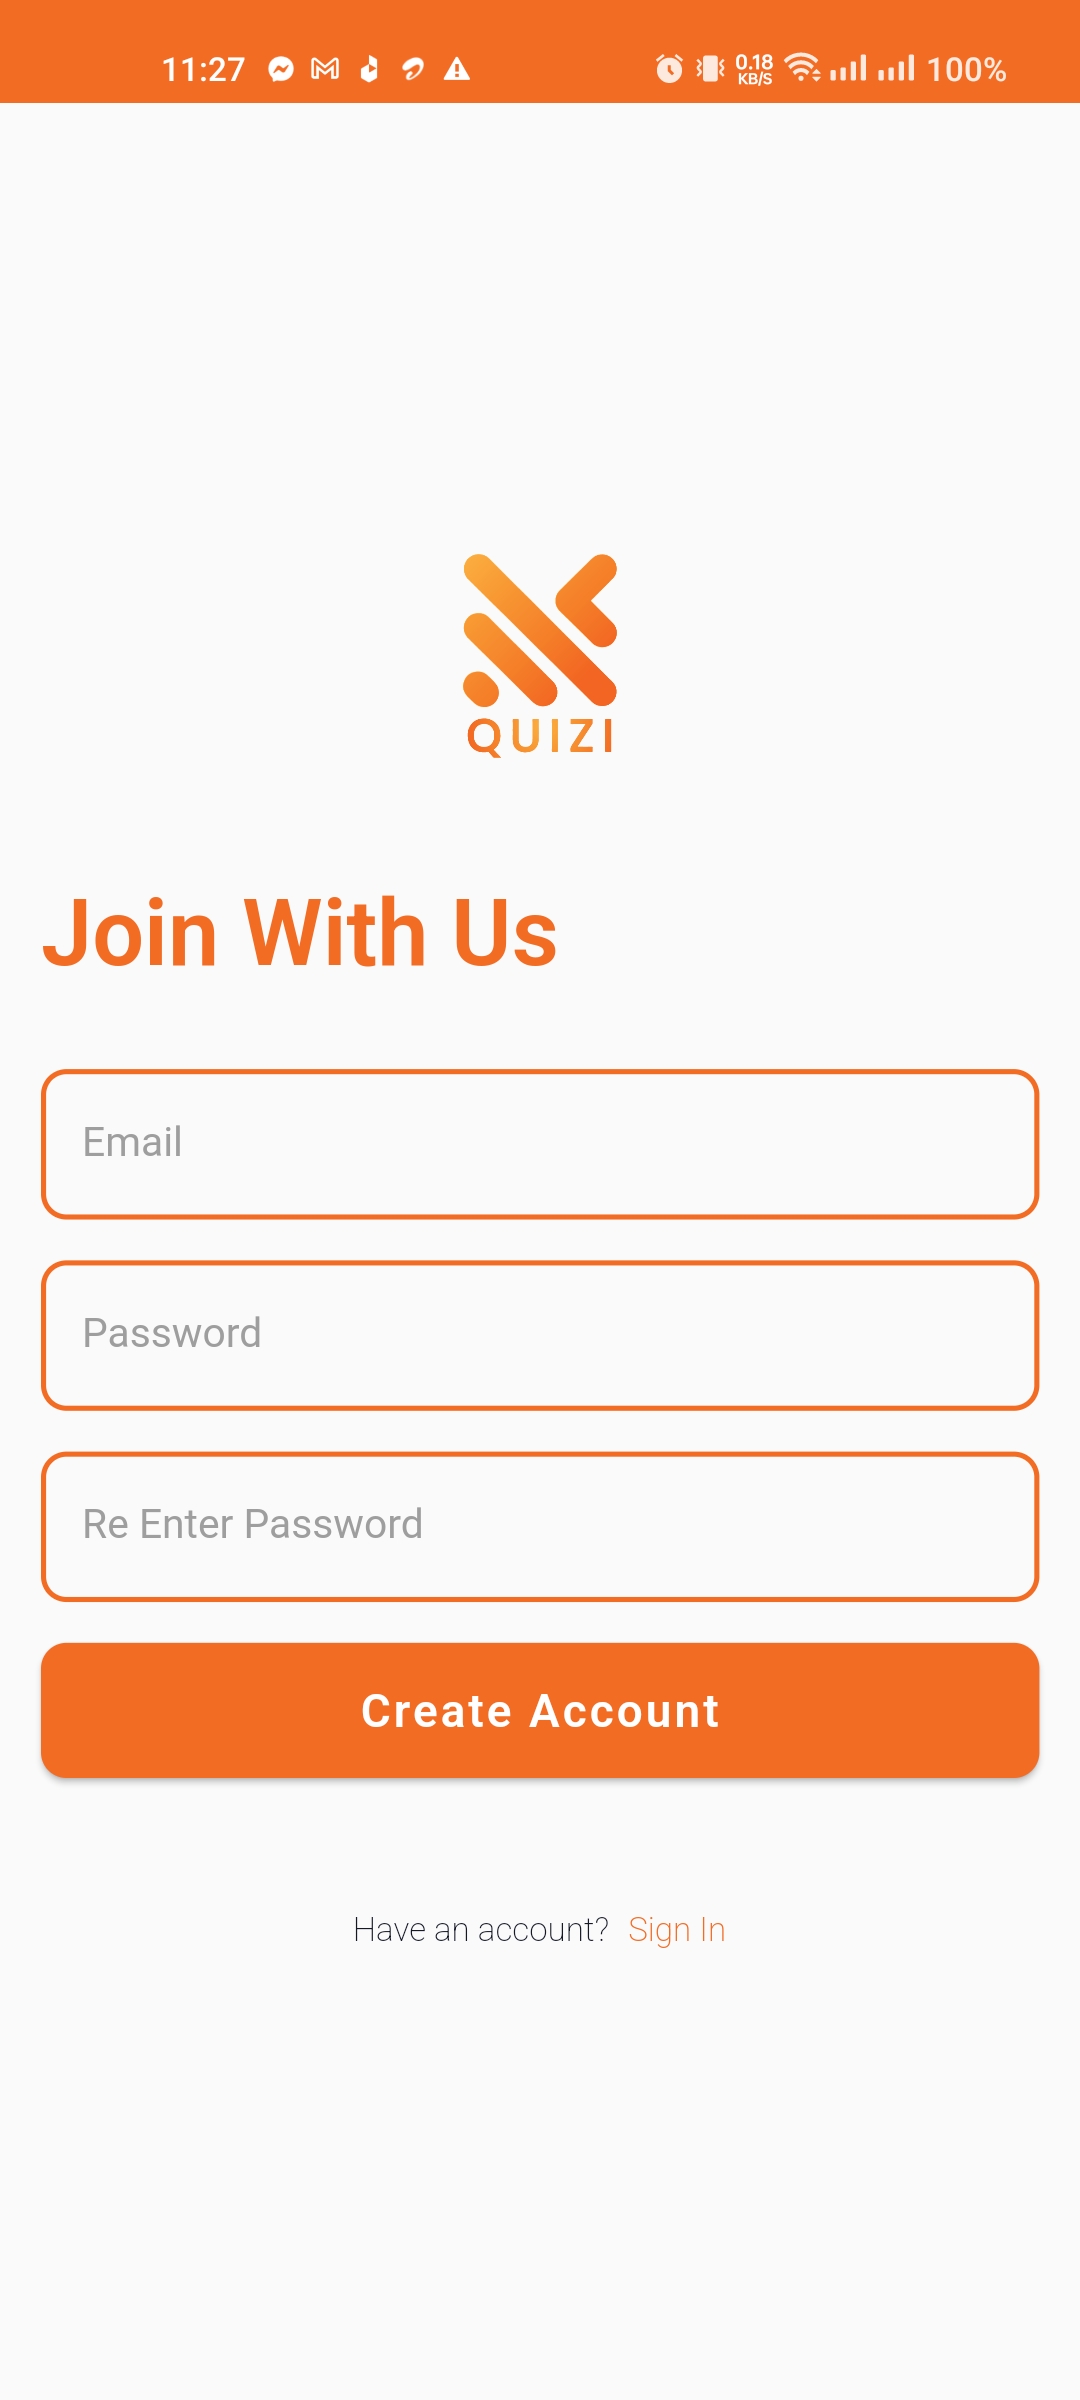 11:27 0.18 KB/S 100%
QUIZI
Join With Us
Email
Password
Re Enter Password
Create Account
Have an account? Sign In